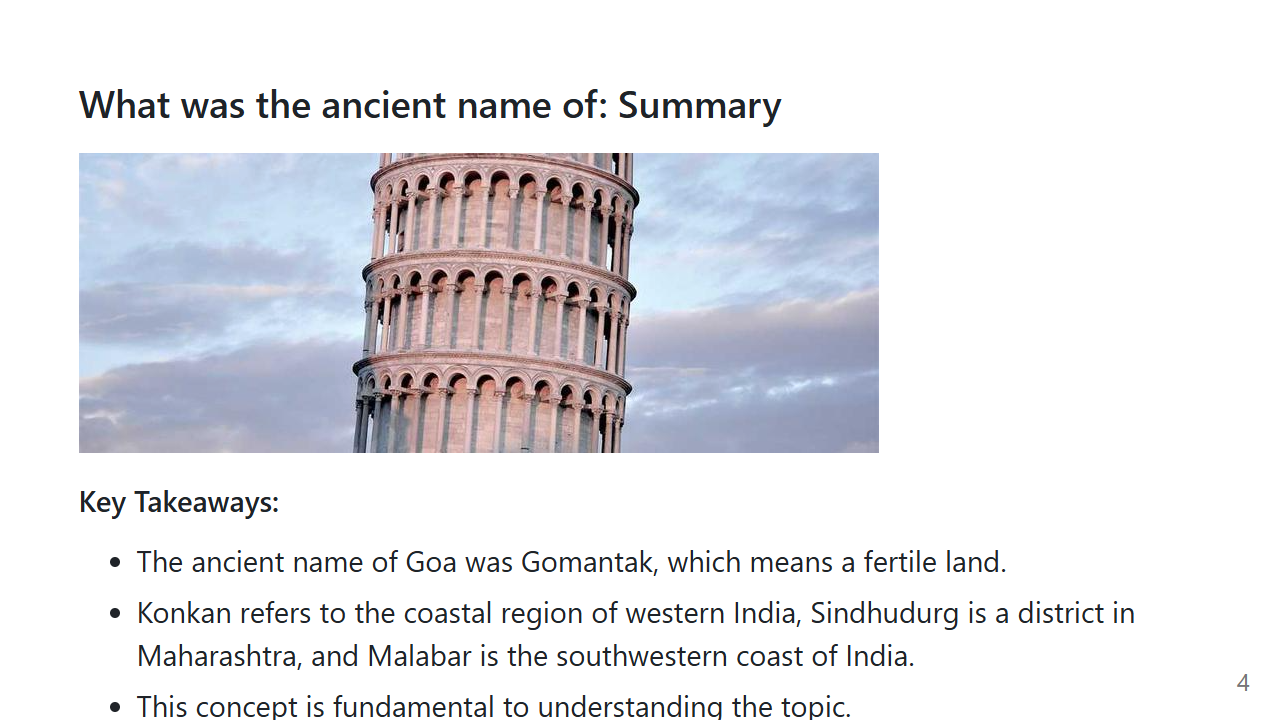 What was the ancient name of: Summary
Key Takeaways:
The ancient name of Goa was Gomantak, which means a fertile land.
Konkan refers to the coastal region of western India, Sindhudurg is a district in
Maharashtra, and Malabar is the southwestern coast of India.
This concept is fundamental to understanding the topic.
4